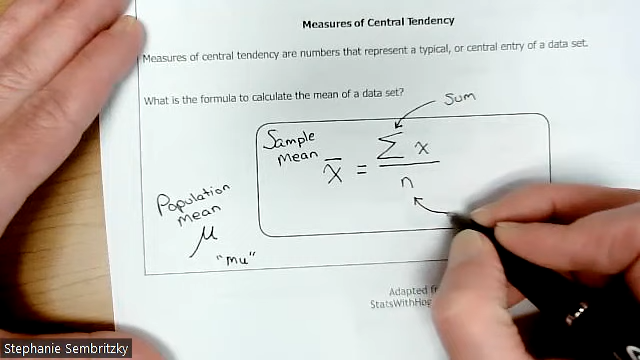 Measures of Central Tendency
Measures of central tendency are numbers that represent a typical, or central entry of a data set.
What is the formula to calculate the mean of a data set?
Sum
Sample
mean
x̄ = Σx / n
Population
mean
μ
"mu"
Adapted
Stephanie Sembritzky